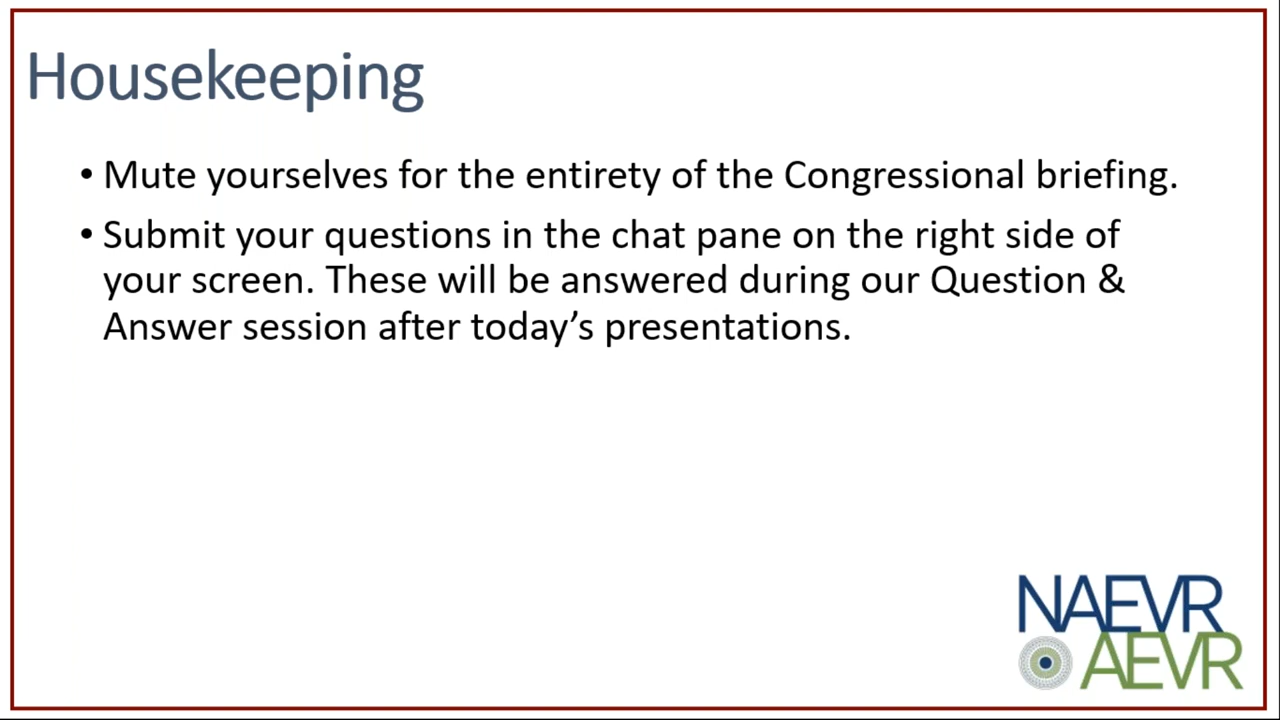 Housekeeping
• Mute yourselves for the entirety of the Congressional briefing.
• Submit your questions in the chat pane on the right side of
your screen. These will be answered during our Question &
Answer session after today’s presentations.
NAEVR
AEVR